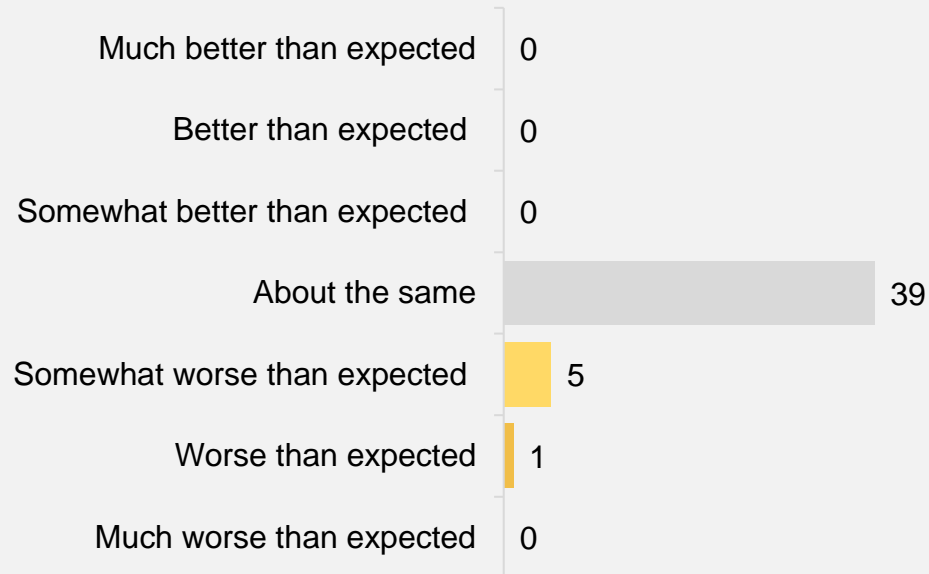 Much better than expected 0
Better than expected 0
Somewhat better than expected 0
About the same 39
Somewhat worse than expected 5
Worse than expected 1
Much worse than expected 0